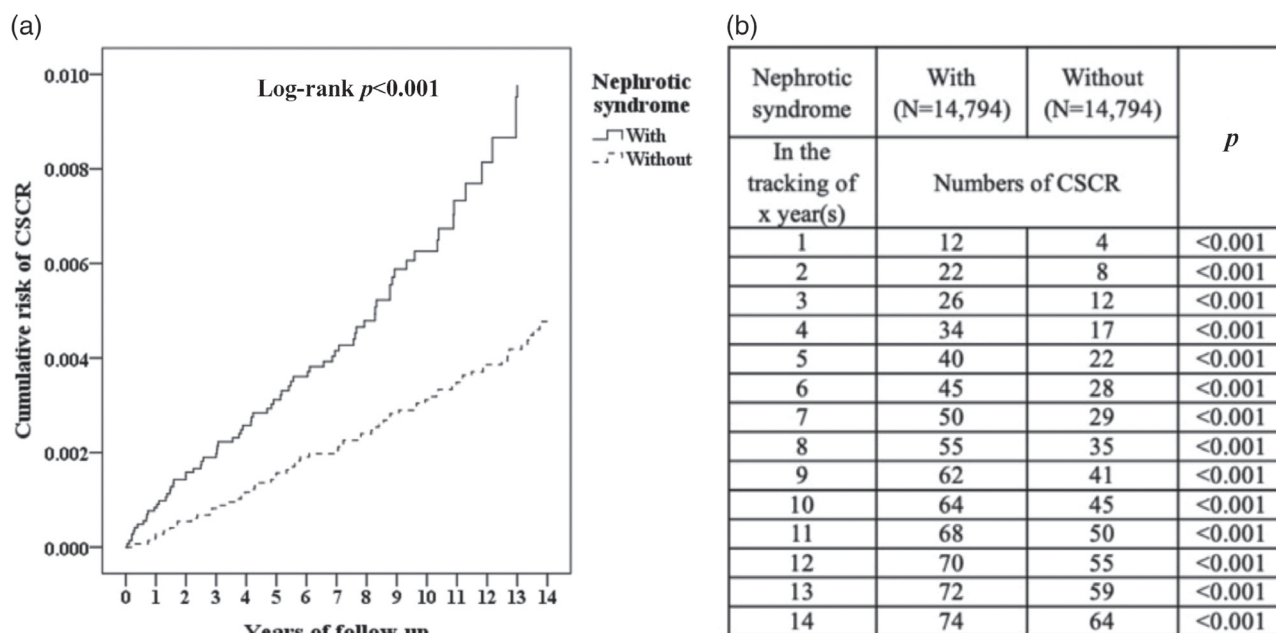 (a)
Log-rank p<0.001
Nephrotic
syndrome
With
Without
Cumulative risk of CSCR
0.010
0.008
0.006
0.004
0.002
0.000
0 1 2 3 4 5 6 7 8 9 10 11 12 13 14
Years of follow up
(b)
Nephrotic syndrome With (N=14,794) Without (N=14,794) p
In the tracking of x year(s) Numbers of CSCR
1 12 4 <0.001
2 22 8 <0.001
3 26 12 <0.001
4 34 17 <0.001
5 40 22 <0.001
6 45 28 <0.001
7 50 29 <0.001
8 55 35 <0.001
9 62 41 <0.001
10 64 45 <0.001
11 68 50 <0.001
12 70 55 <0.001
13 72 59 <0.001
14 74 64 <0.001